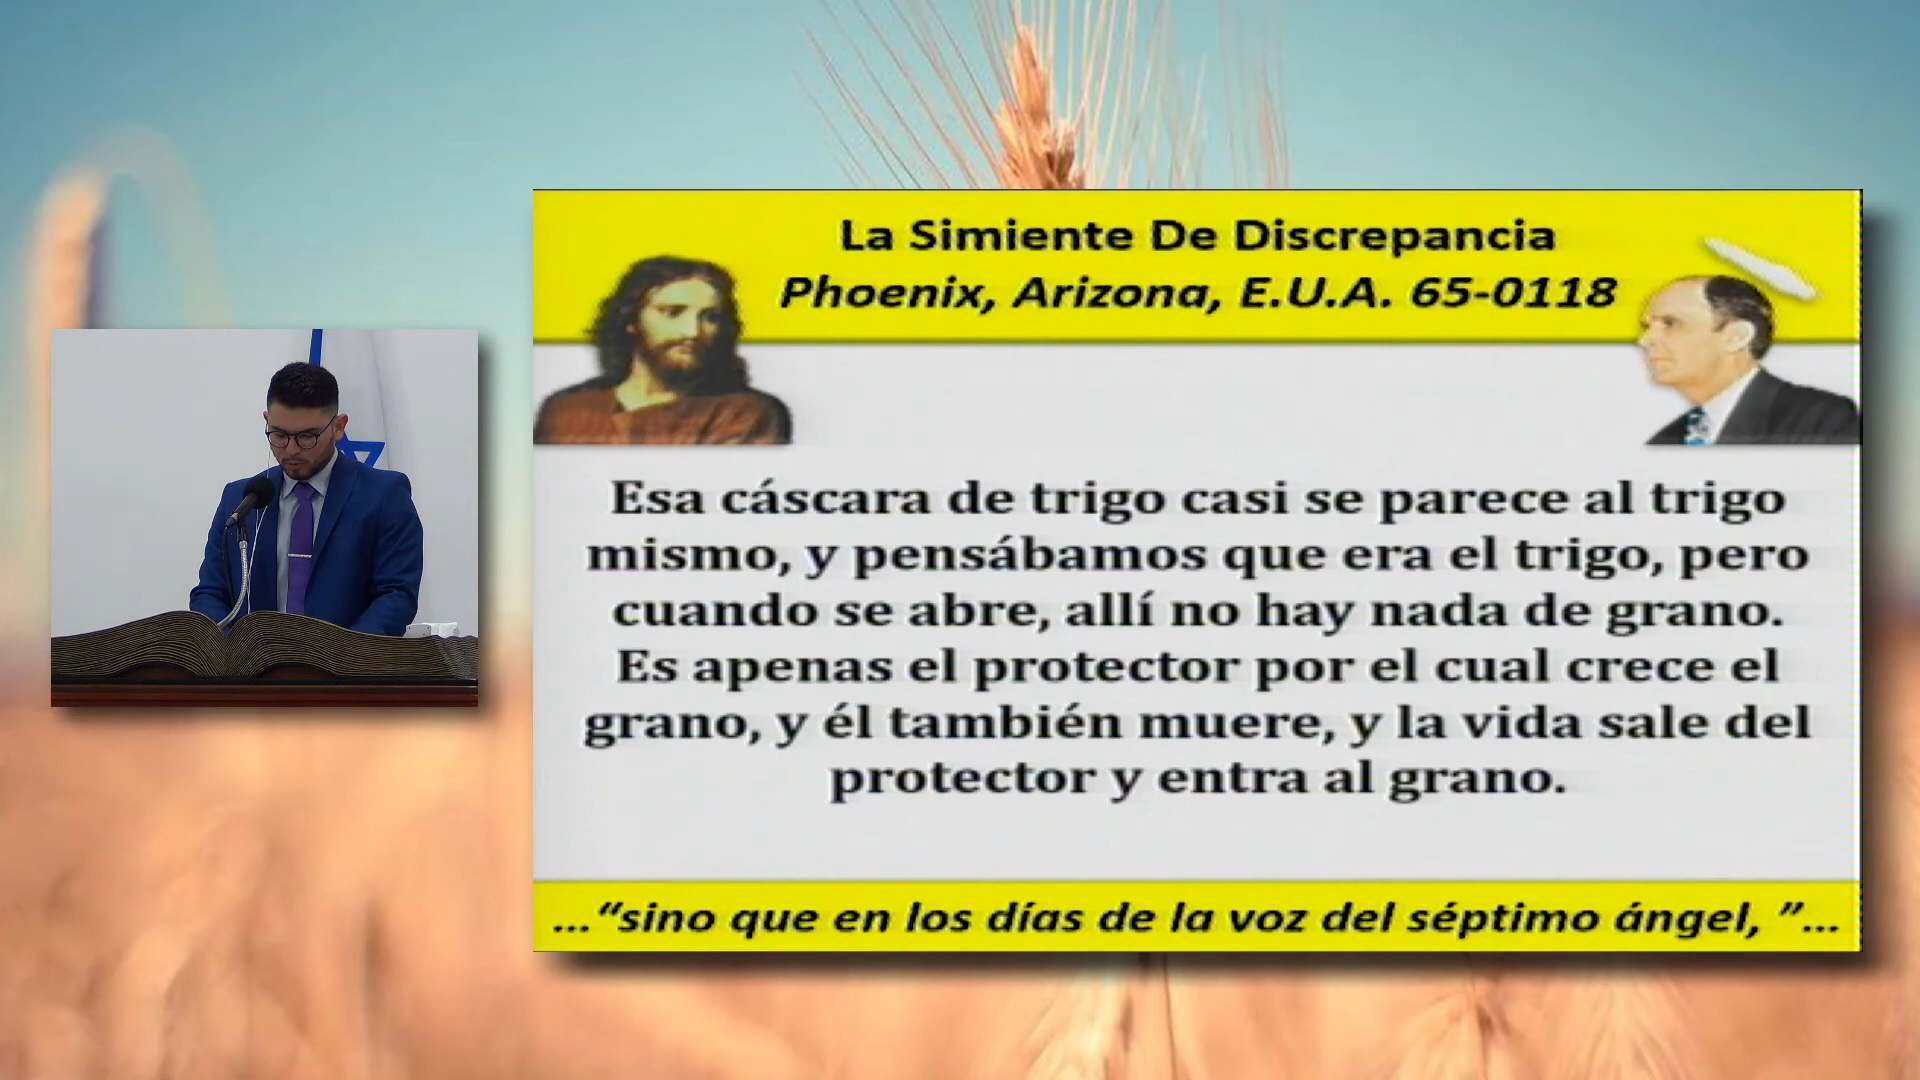 La Simiente De Discrepancia
Phoenix, Arizona, E.U.A. 65-0118
Esa cáscara de trigo casi se parece al trigo
mismo, y pensábamos que era el trigo, pero
cuando se abre, allí no hay nada de grano.
Es apenas el protector por el cual crece el
grano, y él también muere, y la vida sale del
protector y entra al grano.
...“sino que en los días de la voz del séptimo ángel, ”...